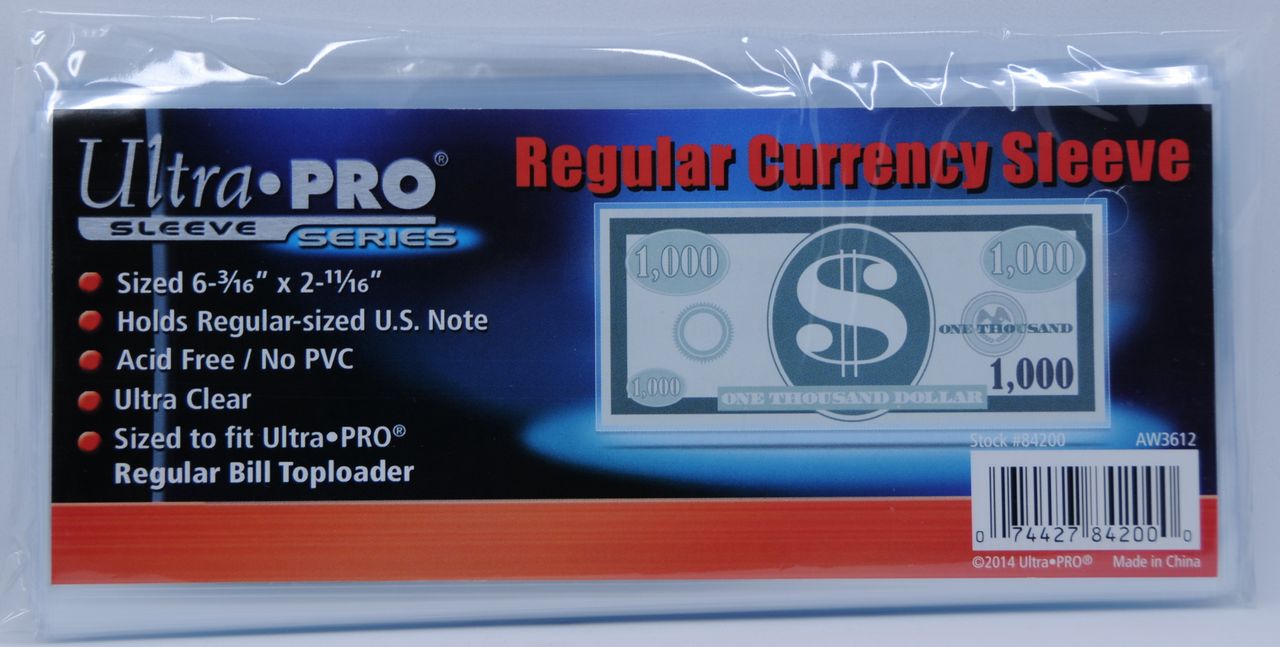 Ultra•PRO®
SLEEVE SERIES
Regular Currency Sleeve
Sized 6-3/16" x 2-11/16"
Holds Regular-sized U.S. Note
Acid Free / No PVC
Ultra Clear
Sized to fit Ultra•PRO®
Regular Bill Toploader
1,000 1,000
$
ONE THOUSAND
1,000 1,000
ONE THOUSAND DOLLAR
Stock #84200 AW3612
0 74427 84200 0
©2014 Ultra•PRO® Made in China